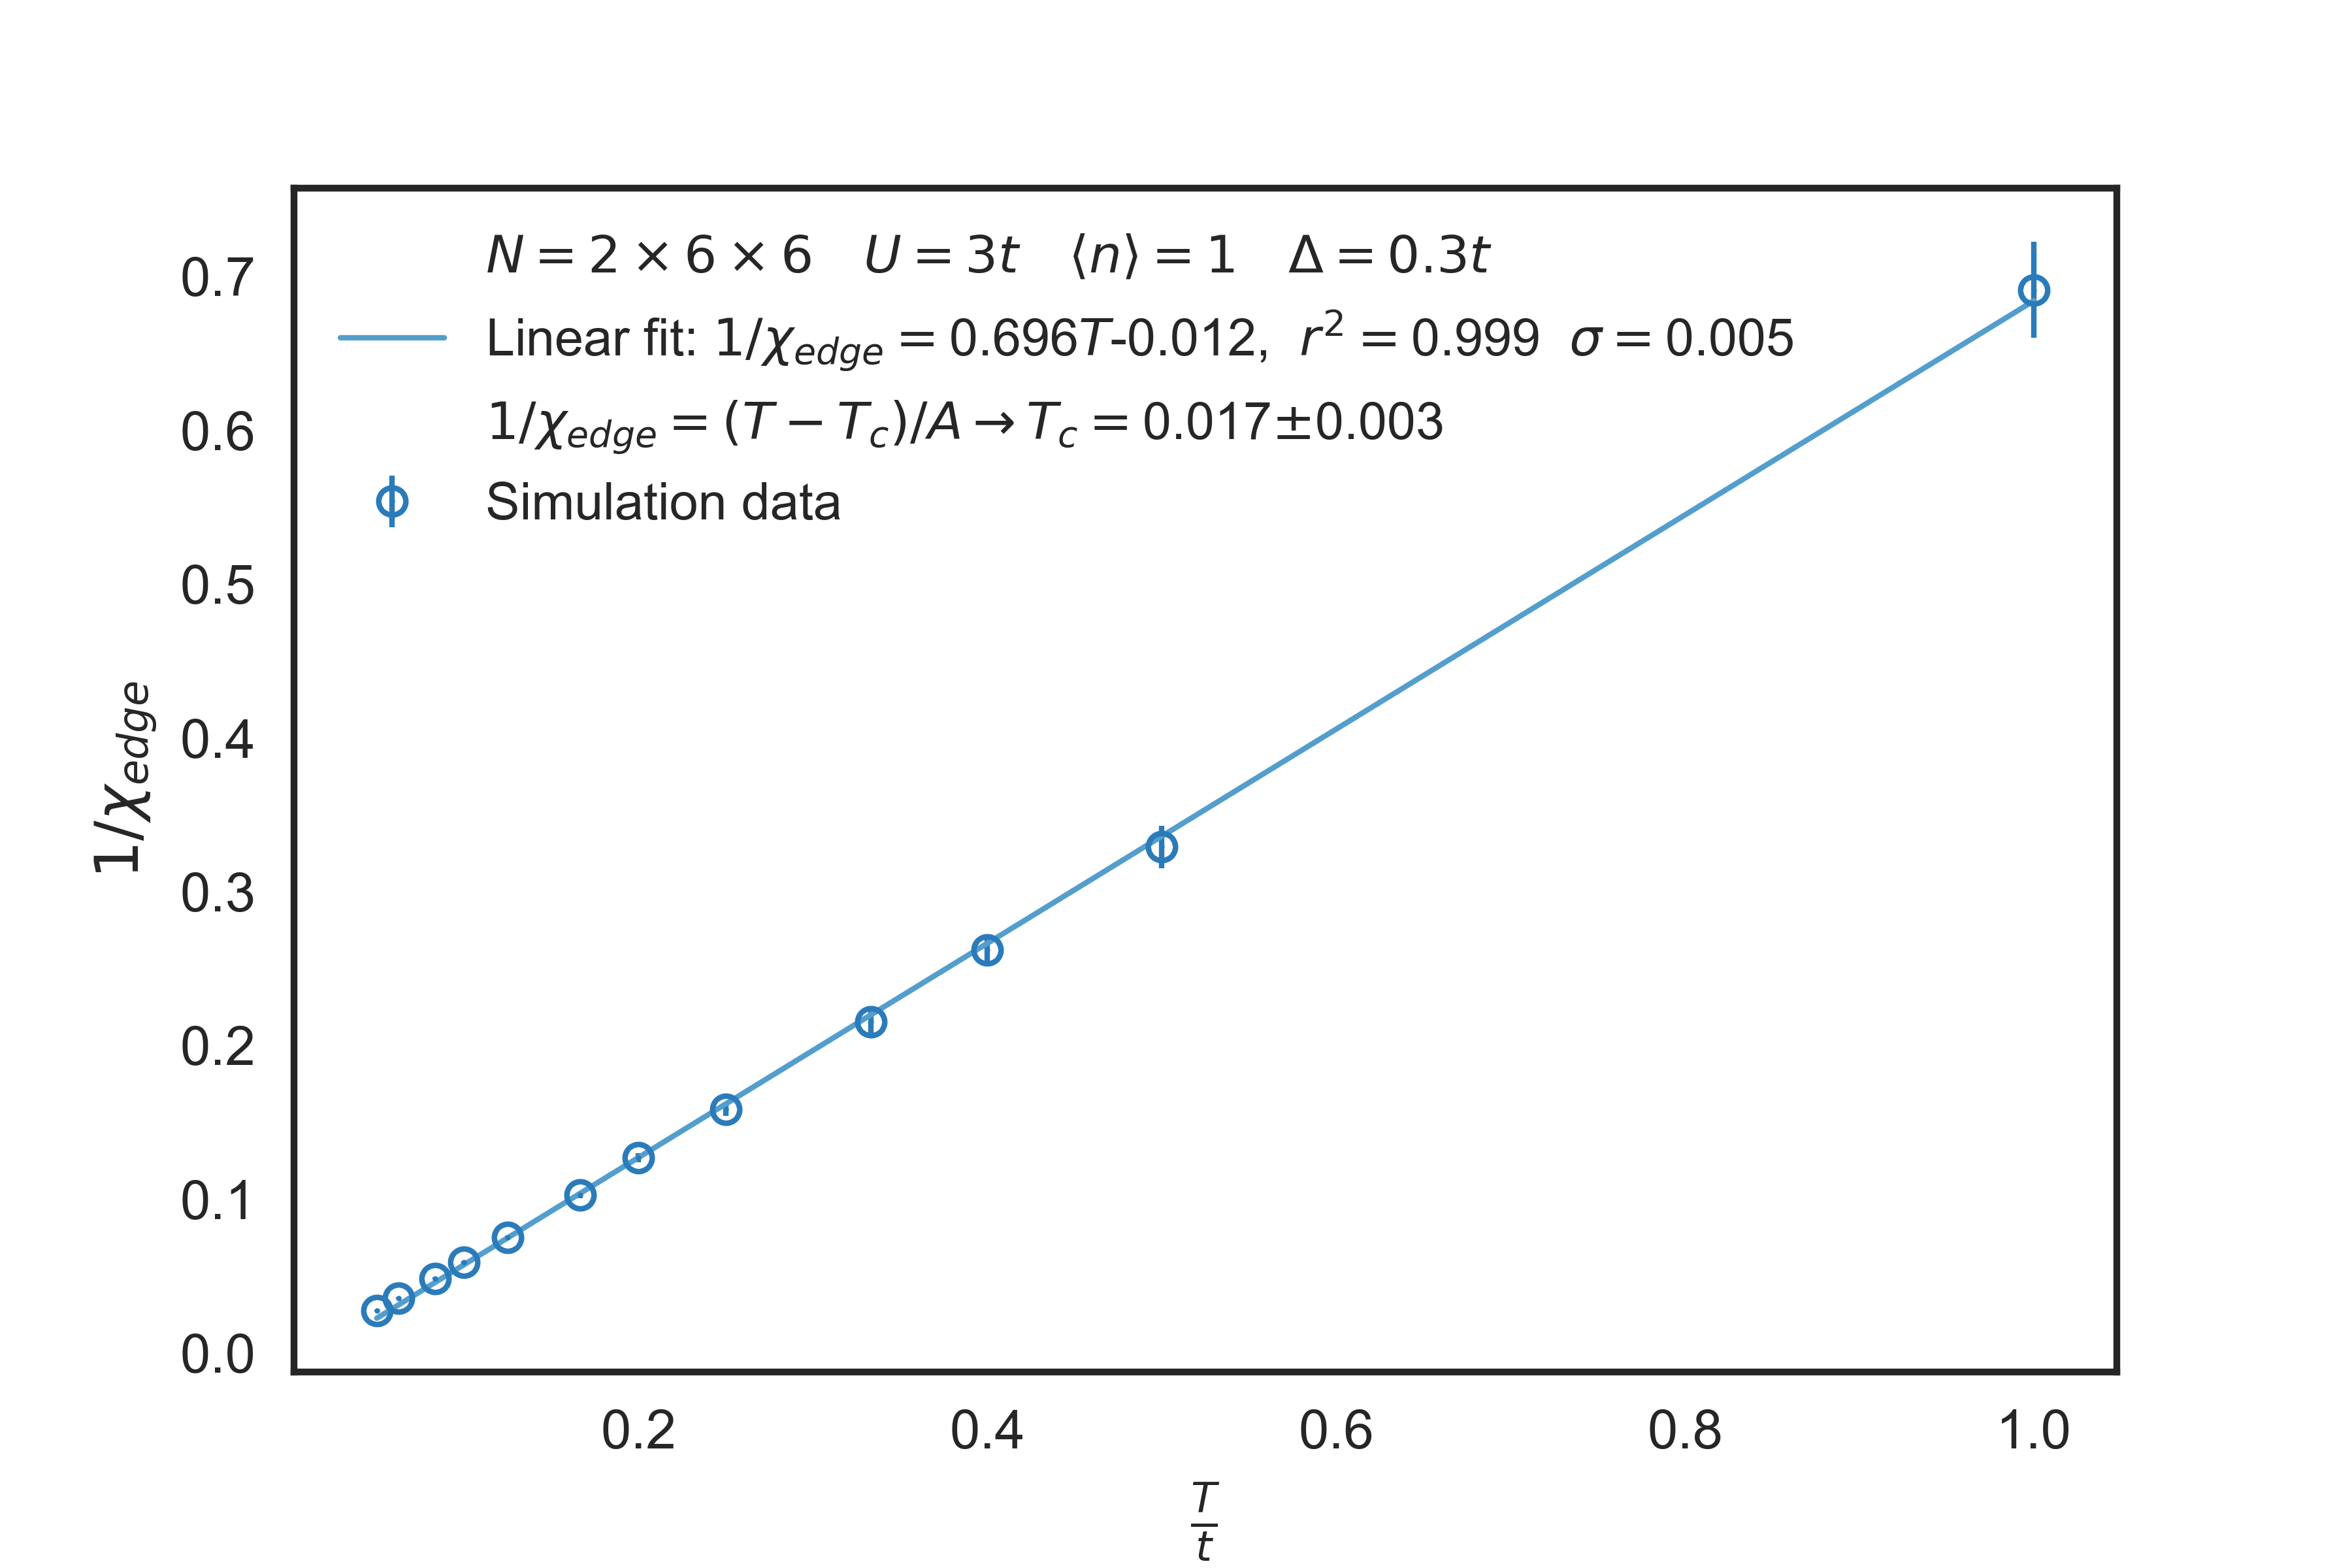 N = 2 × 6 × 6 U = 3t ⟨n⟩ = 1 Δ = 0.3t
Linear fit: 1/χ_edge = 0.696T-0.012, r² = 0.999 σ = 0.005
1/χ_edge = (T − T_c)/A → T_c = 0.017±0.003
Simulation data
0.7
0.6
0.5
0.4
0.3
0.2
0.1
0.0
1/χ_edge
0.2 0.4 0.6 0.8 1.0
T/t